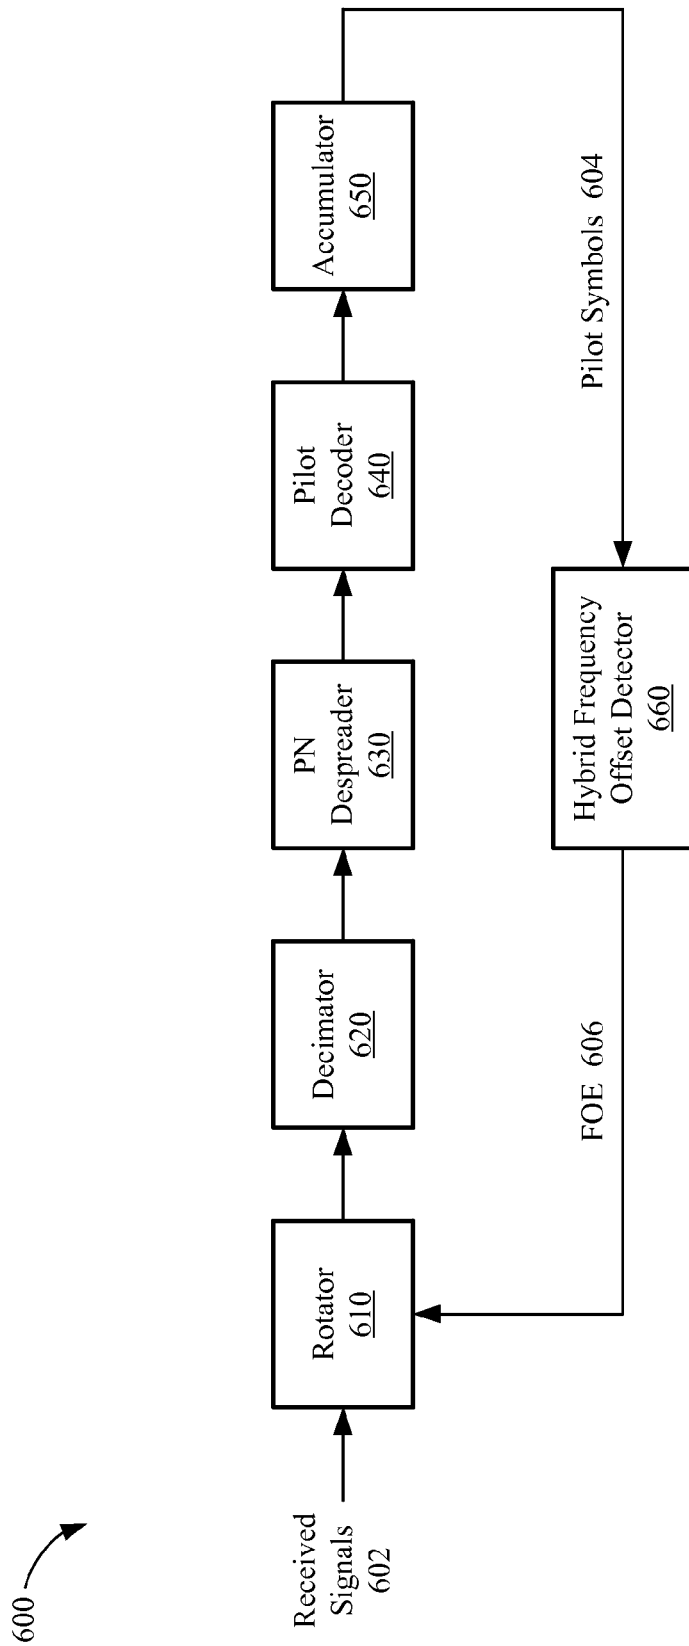 600
Received
Signals
602
Rotator
610
Decimator
620
PN
Despreader
630
Pilot
Decoder
640
Accumulator
650
Pilot Symbols 604
Hybrid Frequency
Offset Detector
660
FOE 606